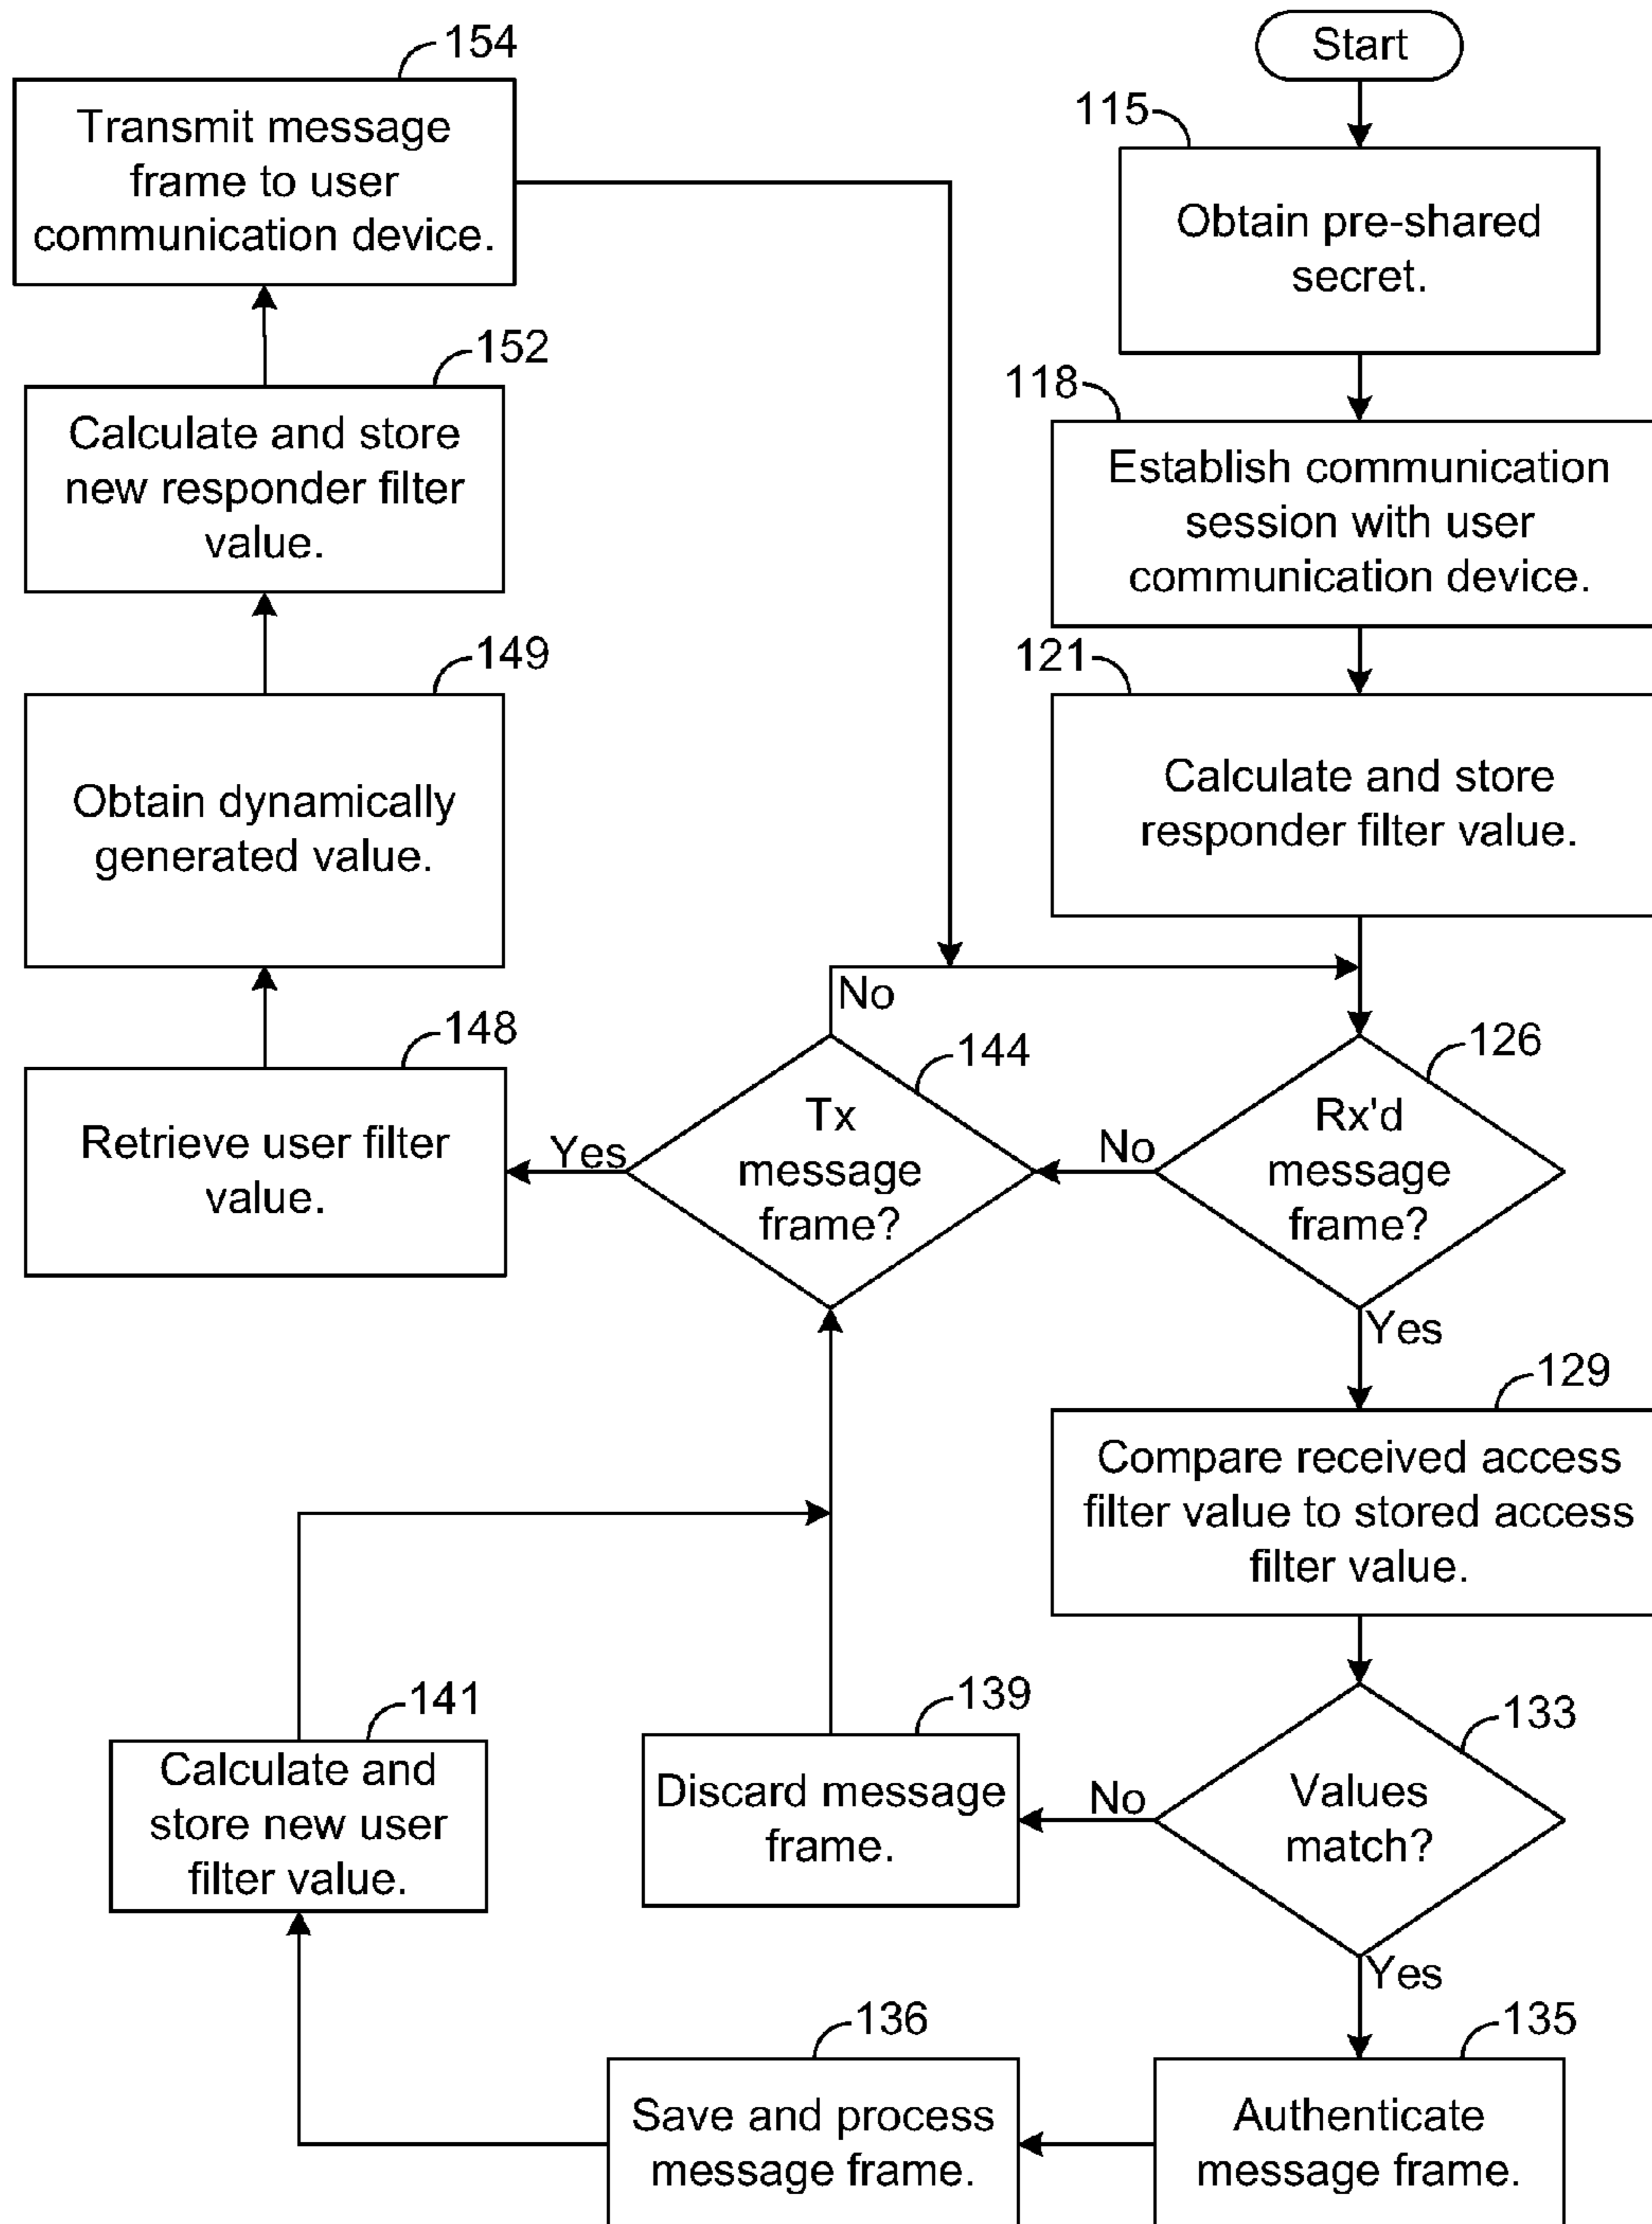 Start
115
Obtain pre-shared
secret.
118
Establish communication
session with user
communication device.
121
Calculate and store
responder filter value.
126
Rx'd
message
frame?
No
Yes
129
Compare received access
filter value to stored access
filter value.
133
Values
match?
No
Yes
135
Authenticate
message frame.
136
Save and process
message frame.
139
Discard message
frame.
141
Calculate and
store new user
filter value.
144
Tx
message
frame?
No
Yes
148
Retrieve user filter
value.
149
Obtain dynamically
generated value.
152
Calculate and store
new responder filter
value.
154
Transmit message
frame to user
communication device.